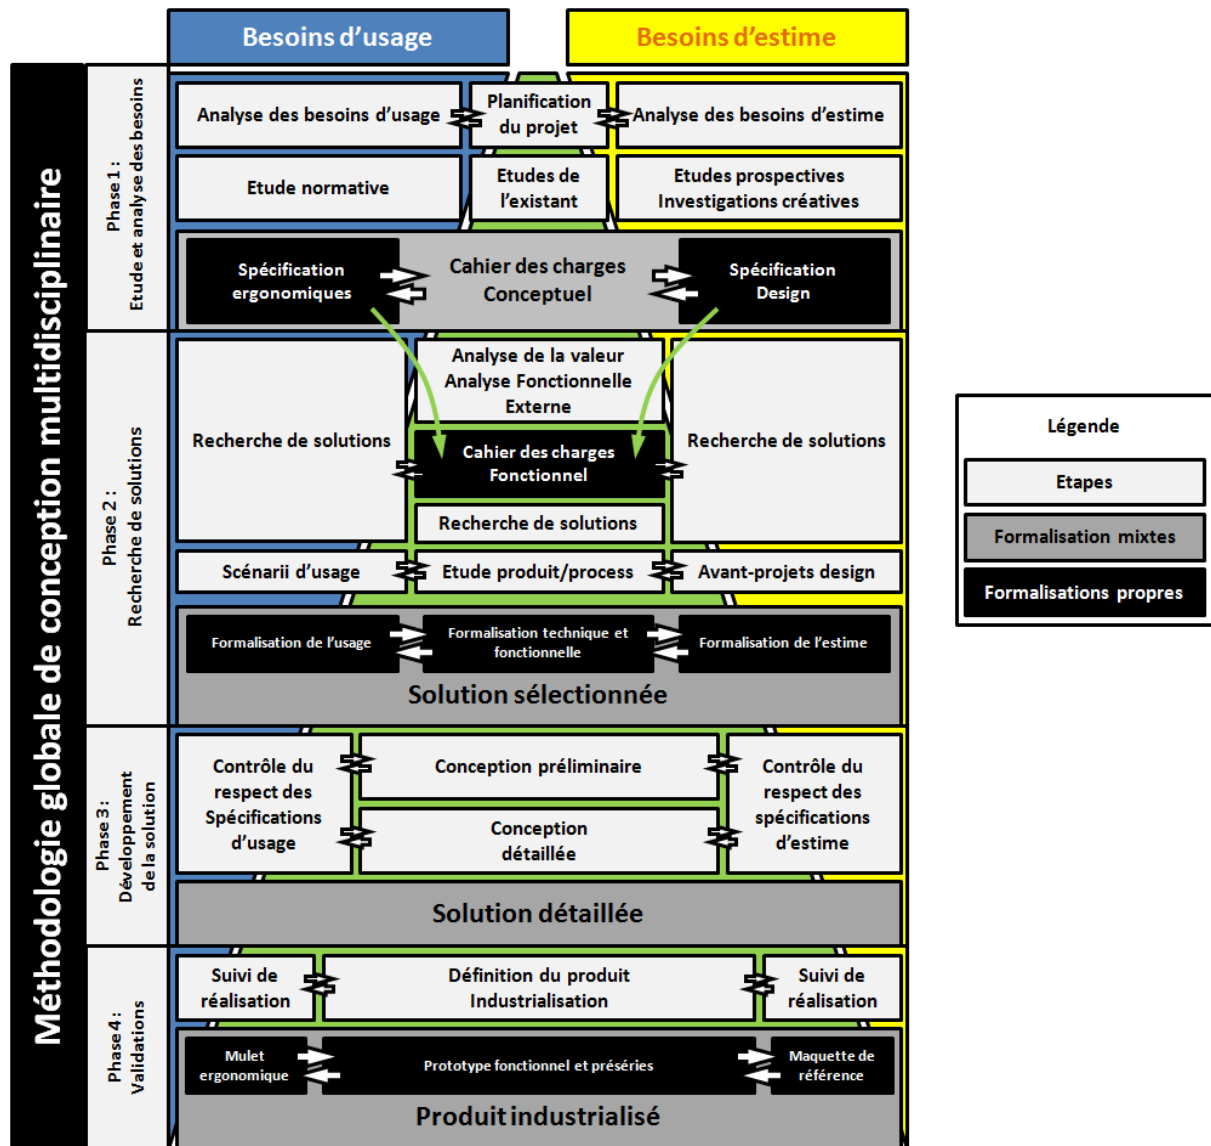 Besoins d'usage
Besoins d'estime
Méthodologie globale de conception multidisciplinaire
Phase 1 :
Etude et analyse des besoins
Analyse des besoins d'usage
Planification
du projet
Analyse des besoins d'estime
Etude normative
Etudes de
l'existant
Etudes prospectives
Investigations créatives
Spécification
ergonomiques
Cahier des charges
Conceptuel
Spécification
Design
Phase 2 :
Recherche de solutions
Recherche de solutions
Analyse de la valeur
Analyse Fonctionnelle
Externe
Cahier des charges
Fonctionnel
Recherche de solutions
Recherche de solutions
Scénarii d'usage
Etude produit/process
Avant-projets design
Formalisation de l'usage
Formalisation technique et
fonctionnelle
Formalisation de l'estime
Solution sélectionnée
Phase 3 :
Développement
de la solution
Contrôle du
respect des
Spécifications
d'usage
Conception préliminaire
Conception
détaillée
Contrôle du
respect des
spécifications
d'estime
Solution détaillée
Phase 4 :
Validations
Suivi de
réalisation
Définition du produit
Industrialisation
Suivi de
réalisation
Mulet
ergonomique
Prototype fonctionnel et préséries
Maquette de
référence
Produit industrialisé
Légende
Etapes
Formalisation mixtes
Formalisations propres